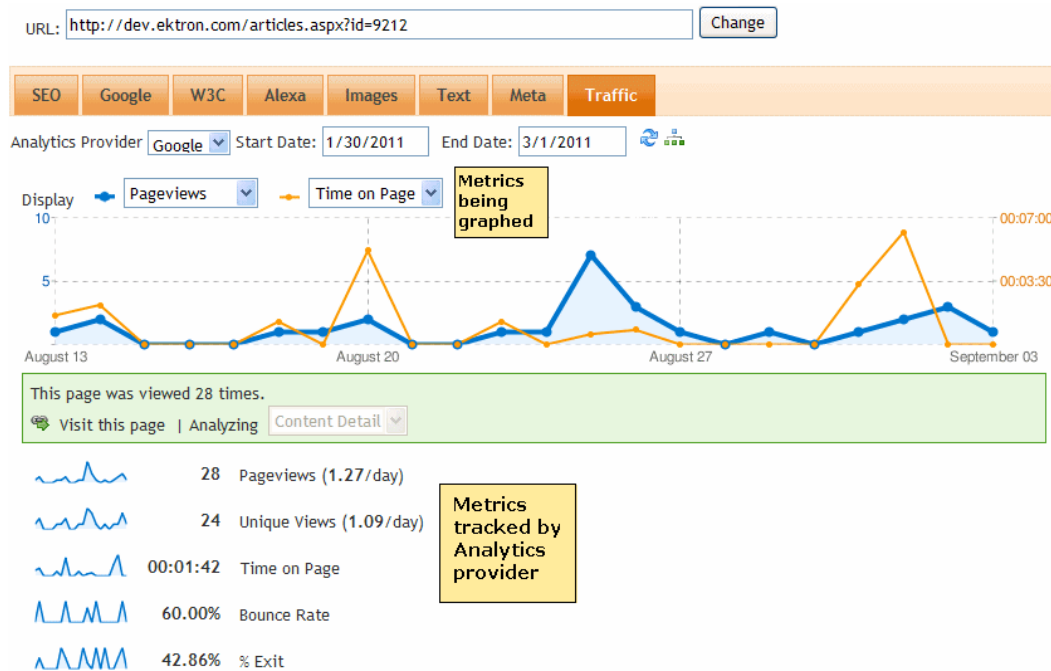 URL: http://dev.ektron.com/articles.aspx?id=9212 Change
SEO Google W3C Alexa Images Text Meta Traffic
Analytics Provider Google Start Date: 1/30/2011 End Date: 3/1/2011
Display Pageviews Time on Page
Metrics
being
graphed
10 00:07:00
5 00:03:30
August 13 August 20 August 27 September 03
This page was viewed 28 times.
Visit this page | Analyzing Content Detail
28 Pageviews (1.27/day)
24 Unique Views (1.09/day)
00:01:42 Time on Page
60.00% Bounce Rate
42.86% % Exit
Metrics
tracked by
Analytics
provider